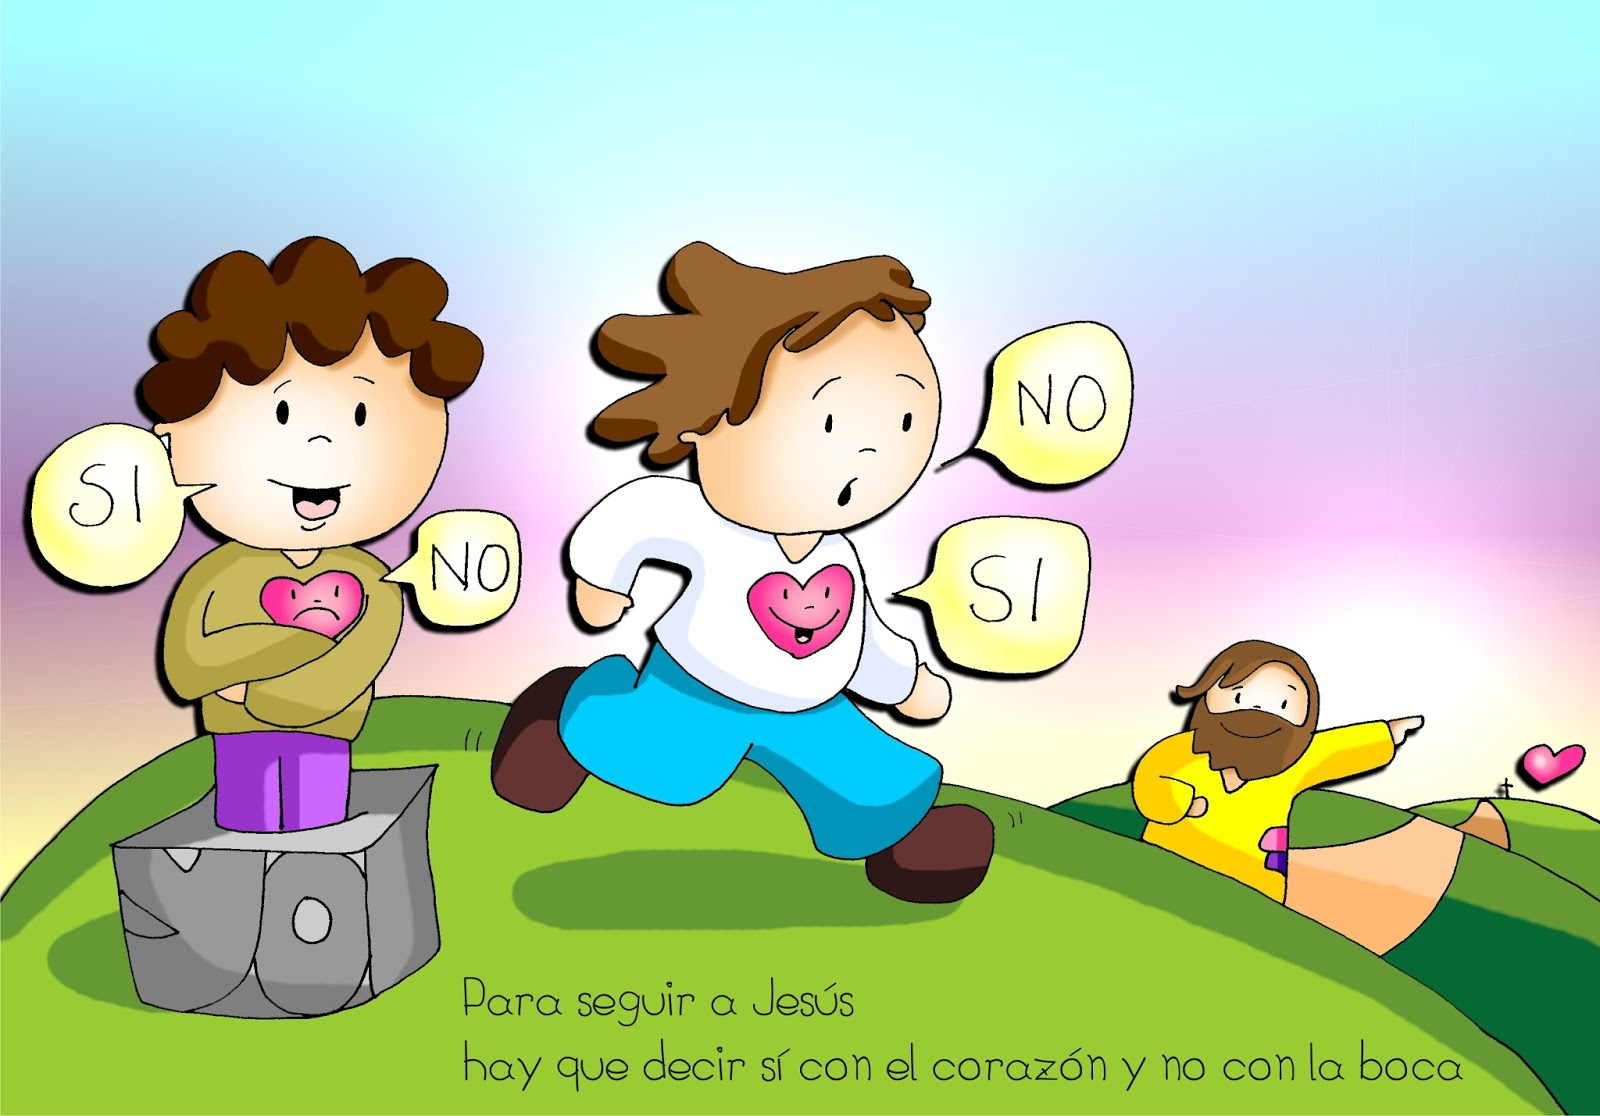 SI
NO
NO
SI
YO
Para seguir a Jesús
hay que decir sí con el corazón y no con la boca